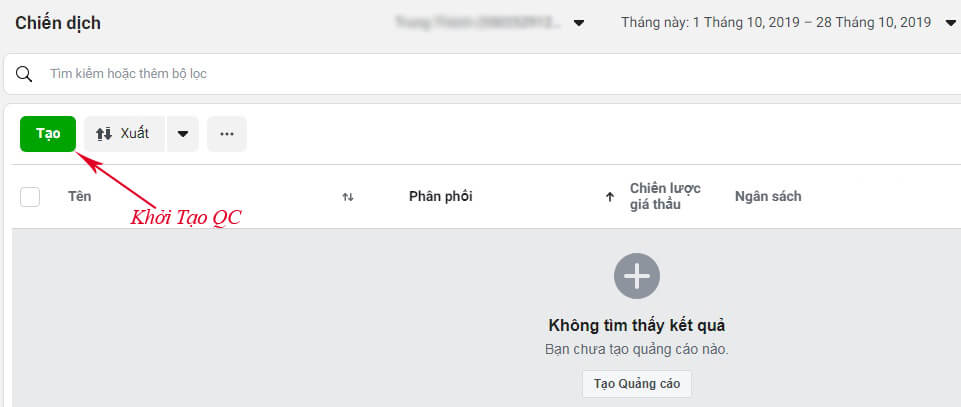 Chiến dịch
Tháng này: 1 Tháng 10, 2019 – 28 Tháng 10, 2019
Tìm kiếm hoặc thêm bộ lọc
Tạo
Xuất
Tên
Phân phối
Chiến lược
giá thầu
Ngân sách
Khởi Tạo QC
Không tìm thấy kết quả
Bạn chưa tạo quảng cáo nào.
Tạo Quảng cáo